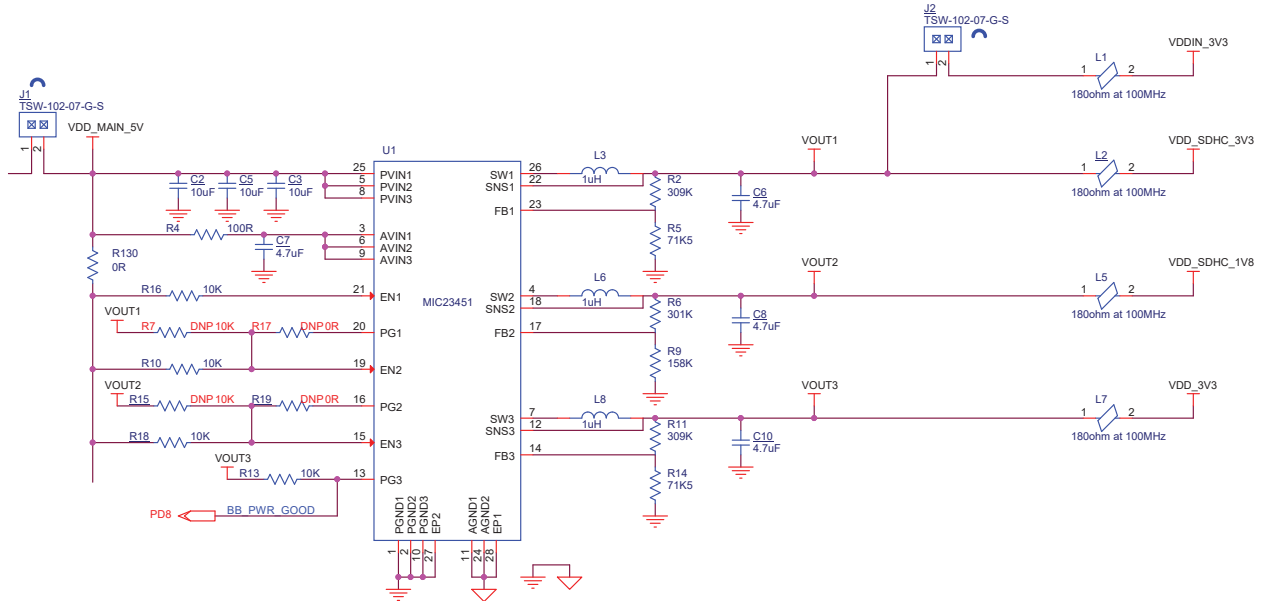 J2
TSW-102-07-G-S
1
2
L1
1
2
180ohm at 100MHz
VDDIN_3V3
J1
TSW-102-07-G-S
1
2
VDD_MAIN_5V
C2
10uF
C5
10uF
C3
10uF
R4
100R
C7
4.7uF
R130
0R
R16
10K
VOUT1
R7
DNP10K
R17
DNP0R
R10
10K
VOUT2
R15
DNP10K
R19
DNP0R
R18
10K
VOUT3
R13
10K
PD8
BB_PWR_GOOD
U1
MIC23451
25
PVIN1
5
PVIN2
8
PVIN3
3
AVIN1
6
AVIN2
9
AVIN3
21
EN1
20
PG1
19
EN2
16
PG2
15
EN3
13
PG3
PGND1
PGND2
PGND3
EP2
1
2
10
27
AGND1
AGND2
EP1
11
24
28
SW1
26
SNS1
22
FB1
23
SW2
4
SNS2
18
FB2
17
SW3
7
SNS3
12
FB3
14
L3
1uH
R2
309K
R5
71K5
C6
4.7uF
VOUT1
L2
1
2
180ohm at 100MHz
VDD_SDHC_3V3
L6
1uH
R6
301K
R9
158K
C8
4.7uF
VOUT2
L5
1
2
180ohm at 100MHz
VDD_SDHC_1V8
L8
1uH
R11
309K
R14
71K5
C10
4.7uF
VOUT3
L7
1
2
180ohm at 100MHz
VDD_3V3